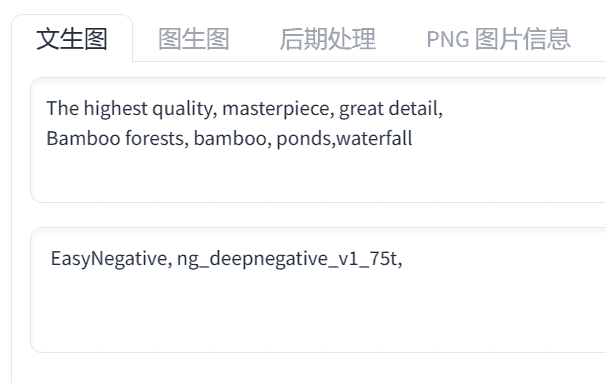 文生图 图生图 后期处理 PNG 图片信息
The highest quality, masterpiece, great detail,
Bamboo forests, bamboo, ponds,waterfall
EasyNegative, ng_deepnegative_v1_75t,